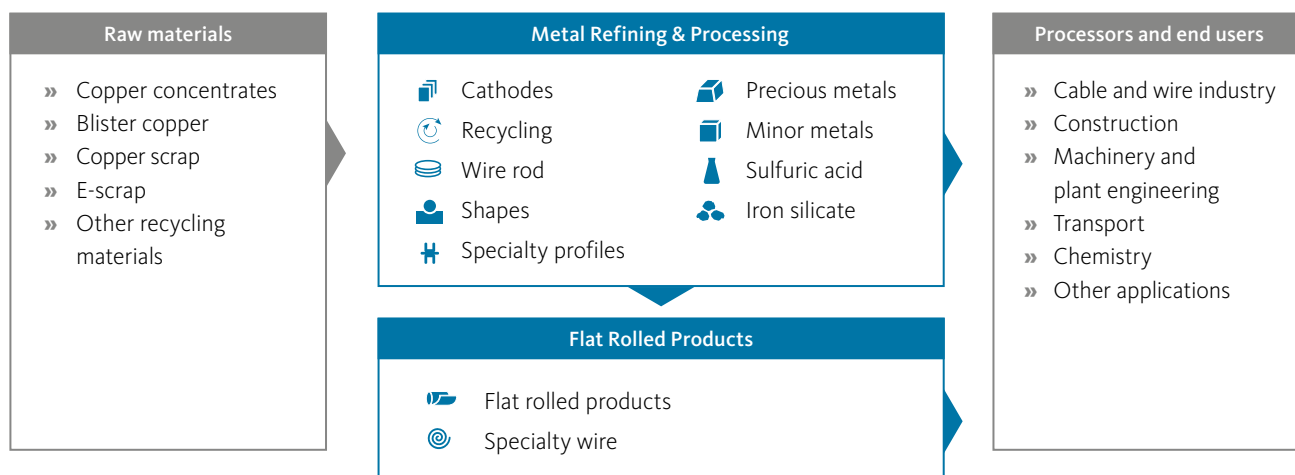 Raw materials
» Copper concentrates
» Blister copper
» Copper scrap
» E-scrap
» Other recycling
materials
Metal Refining & Processing
Cathodes
Recycling
Wire rod
Shapes
Specialty profiles
Precious metals
Minor metals
Sulfuric acid
Iron silicate
Flat Rolled Products
Flat rolled products
Specialty wire
Processors and end users
» Cable and wire industry
» Construction
» Machinery and
plant engineering
» Transport
» Chemistry
» Other applications